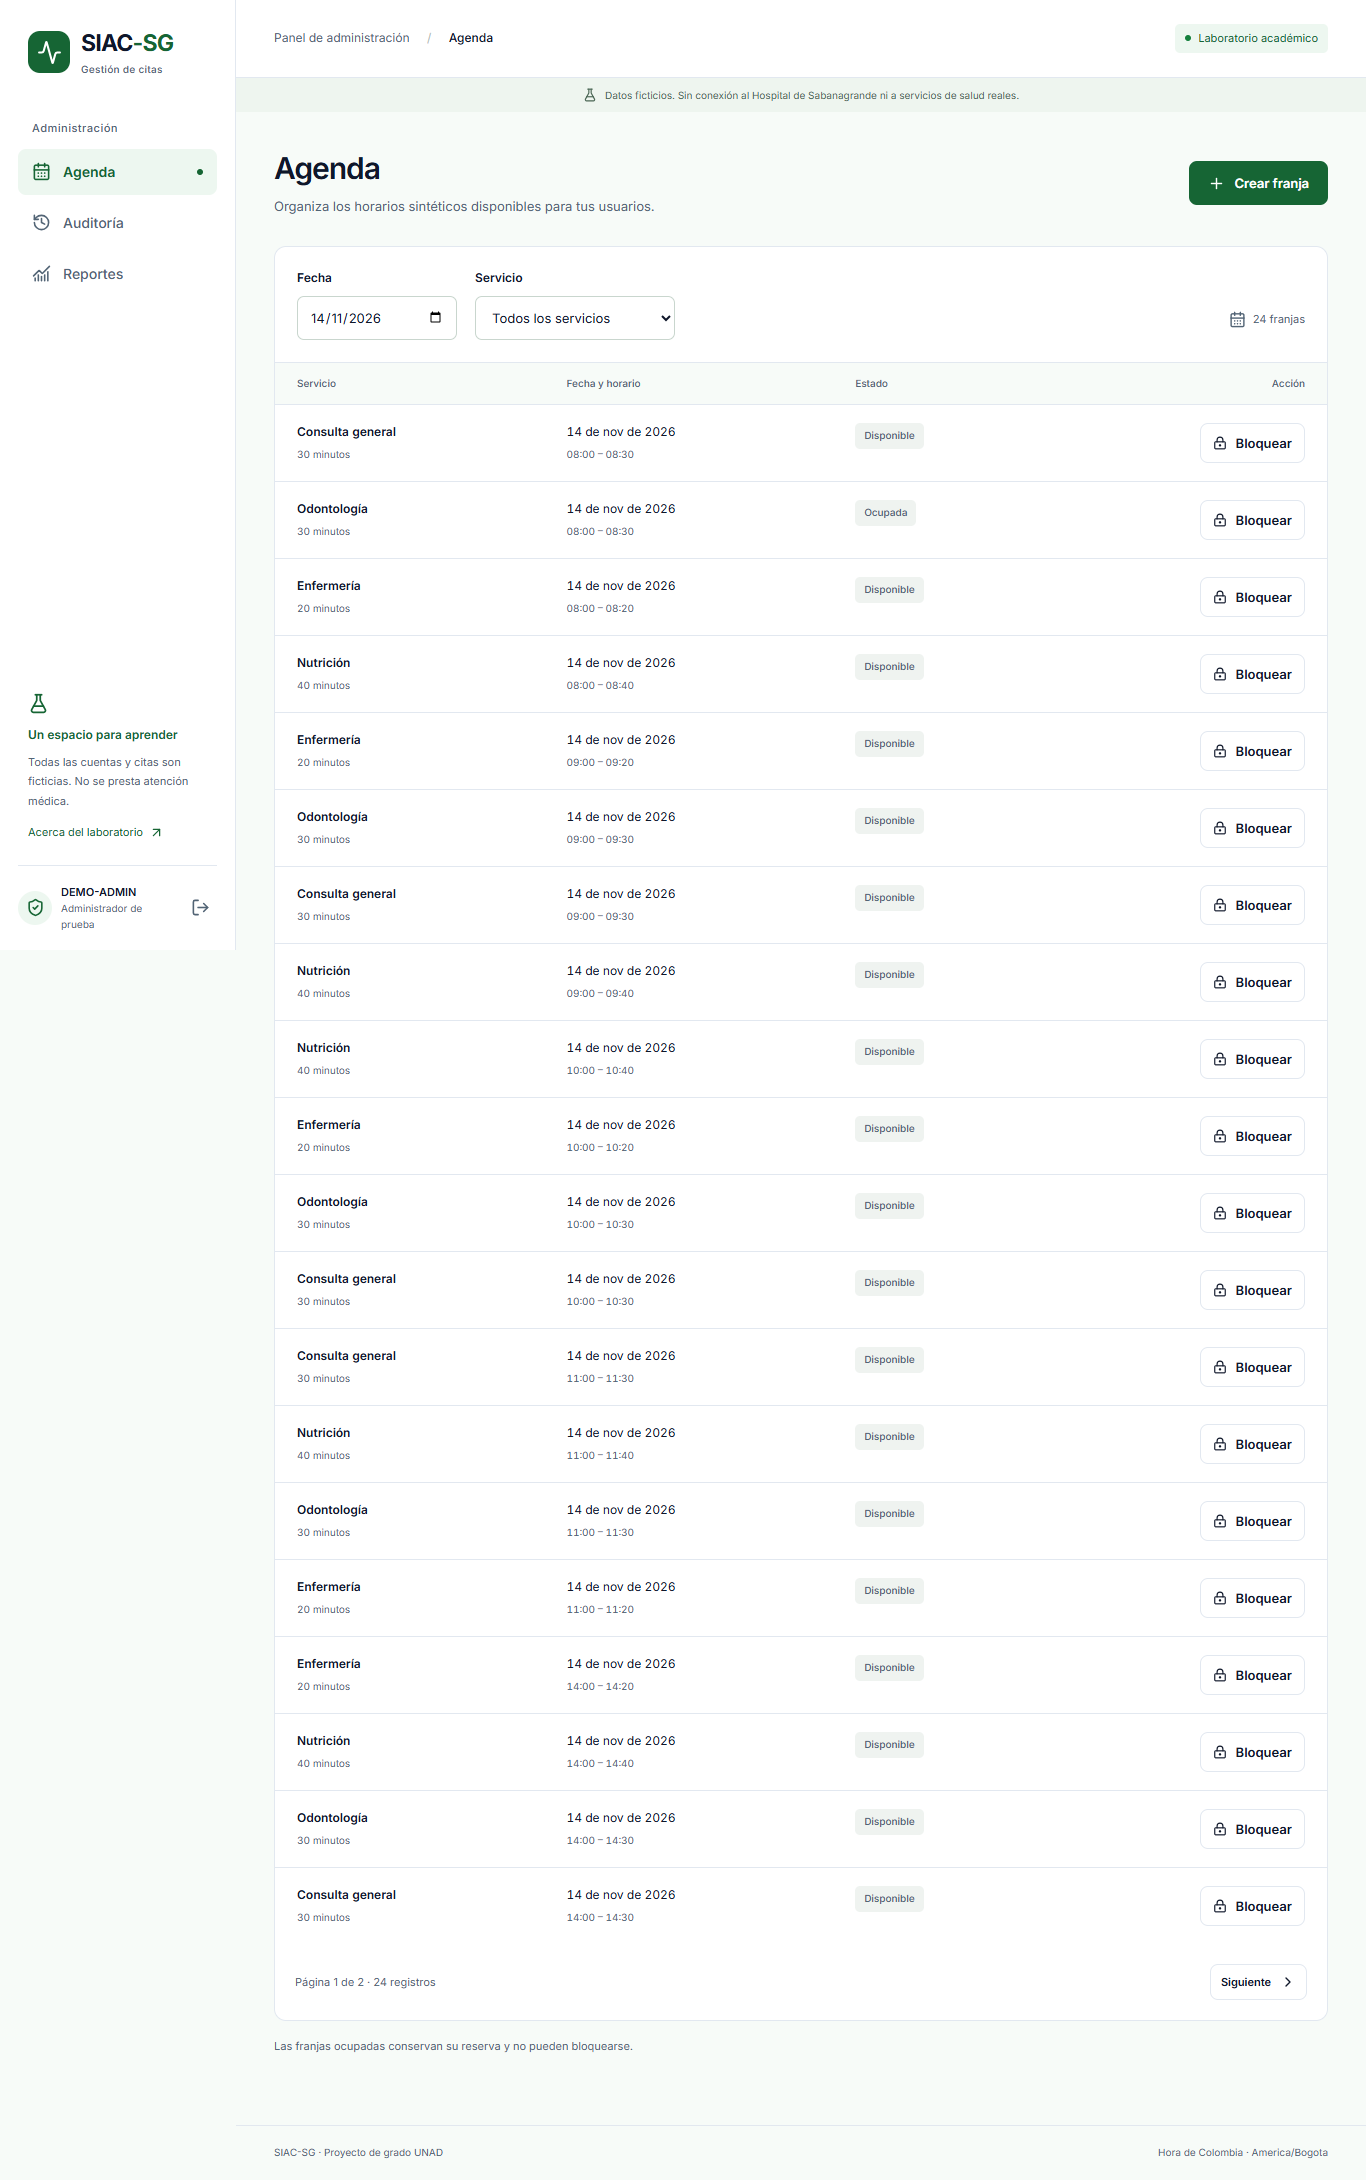 SIAC-SG
Gestión de citas
Administración
Agenda
Auditoría
Reportes
Un espacio para aprender
Todas las cuentas y citas son
ficticias. No se presta atención
médica.
Acerca del laboratorio
DEMO-ADMIN
Administrador de
prueba
Panel de administración / Agenda
Laboratorio académico
Datos ficticios. Sin conexión al Hospital de Sabanagrande ni a servicios de salud reales.
Agenda
Organiza los horarios sintéticos disponibles para tus usuarios.
Crear franja
Fecha Servicio
14/11/2026 Todos los servicios 24 franjas
Servicio Fecha y horario Estado Acción
Consulta general 14 de nov de 2026 Disponible Bloquear
30 minutos 08:00 – 08:30
Odontología 14 de nov de 2026 Ocupada Bloquear
30 minutos 08:00 – 08:30
Enfermería 14 de nov de 2026 Disponible Bloquear
20 minutos 08:00 – 08:20
Nutrición 14 de nov de 2026 Disponible Bloquear
40 minutos 08:00 – 08:40
Enfermería 14 de nov de 2026 Disponible Bloquear
20 minutos 09:00 – 09:20
Odontología 14 de nov de 2026 Disponible Bloquear
30 minutos 09:00 – 09:30
Consulta general 14 de nov de 2026 Disponible Bloquear
30 minutos 09:00 – 09:30
Nutrición 14 de nov de 2026 Disponible Bloquear
40 minutos 09:00 – 09:40
Nutrición 14 de nov de 2026 Disponible Bloquear
40 minutos 10:00 – 10:40
Enfermería 14 de nov de 2026 Disponible Bloquear
20 minutos 10:00 – 10:20
Odontología 14 de nov de 2026 Disponible Bloquear
30 minutos 10:00 – 10:30
Consulta general 14 de nov de 2026 Disponible Bloquear
30 minutos 10:00 – 10:30
Consulta general 14 de nov de 2026 Disponible Bloquear
30 minutos 11:00 – 11:30
Nutrición 14 de nov de 2026 Disponible Bloquear
40 minutos 11:00 – 11:40
Odontología 14 de nov de 2026 Disponible Bloquear
30 minutos 11:00 – 11:30
Enfermería 14 de nov de 2026 Disponible Bloquear
20 minutos 11:00 – 11:20
Enfermería 14 de nov de 2026 Disponible Bloquear
20 minutos 14:00 – 14:20
Nutrición 14 de nov de 2026 Disponible Bloquear
40 minutos 14:00 – 14:40
Odontología 14 de nov de 2026 Disponible Bloquear
30 minutos 14:00 – 14:30
Consulta general 14 de nov de 2026 Disponible Bloquear
30 minutos 14:00 – 14:30
Página 1 de 2 · 24 registros Siguiente
Las franjas ocupadas conservan su reserva y no pueden bloquearse.
SIAC-SG · Proyecto de grado UNAD Hora de Colombia · America/Bogota